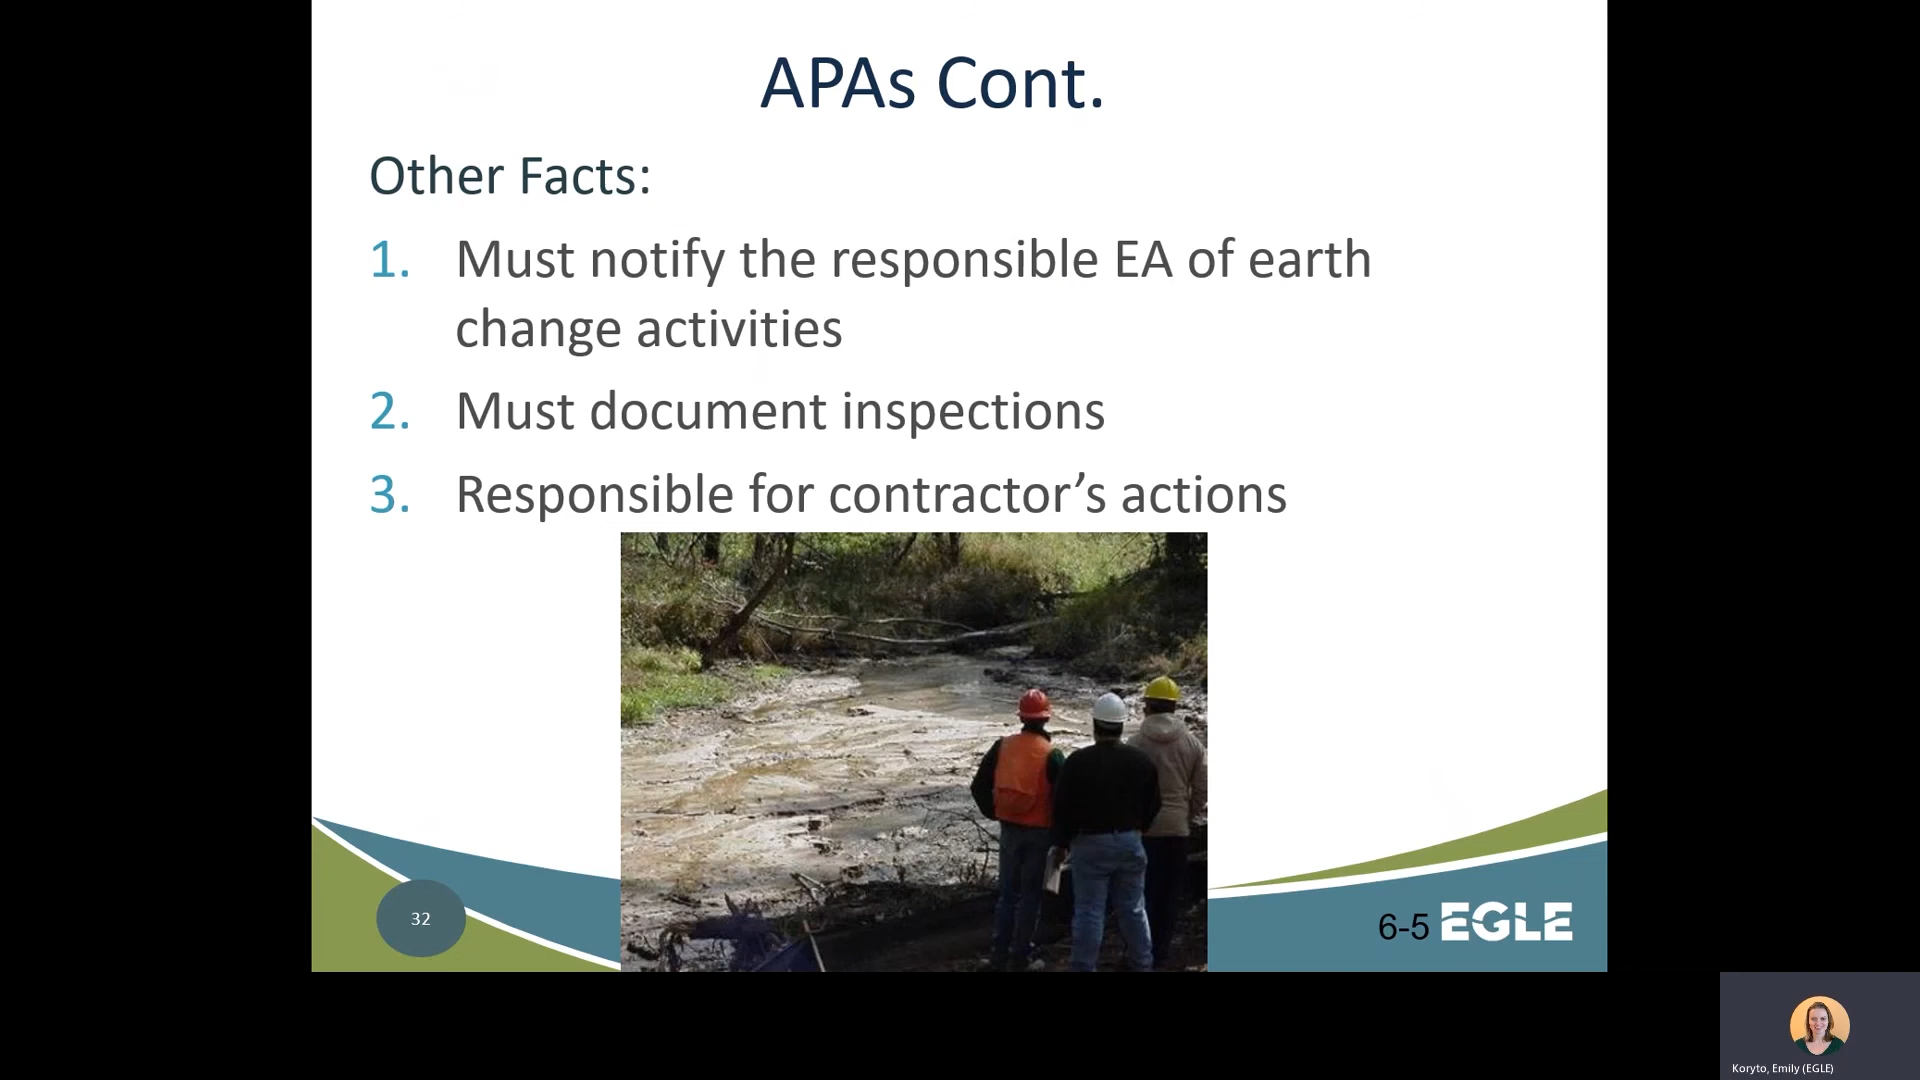 APAs Cont.
Other Facts:
1. Must notify the responsible EA of earth
change activities
2. Must document inspections
3. Responsible for contractor’s actions
32
6-5 EGLE
Koryto, Emily (EGLE)